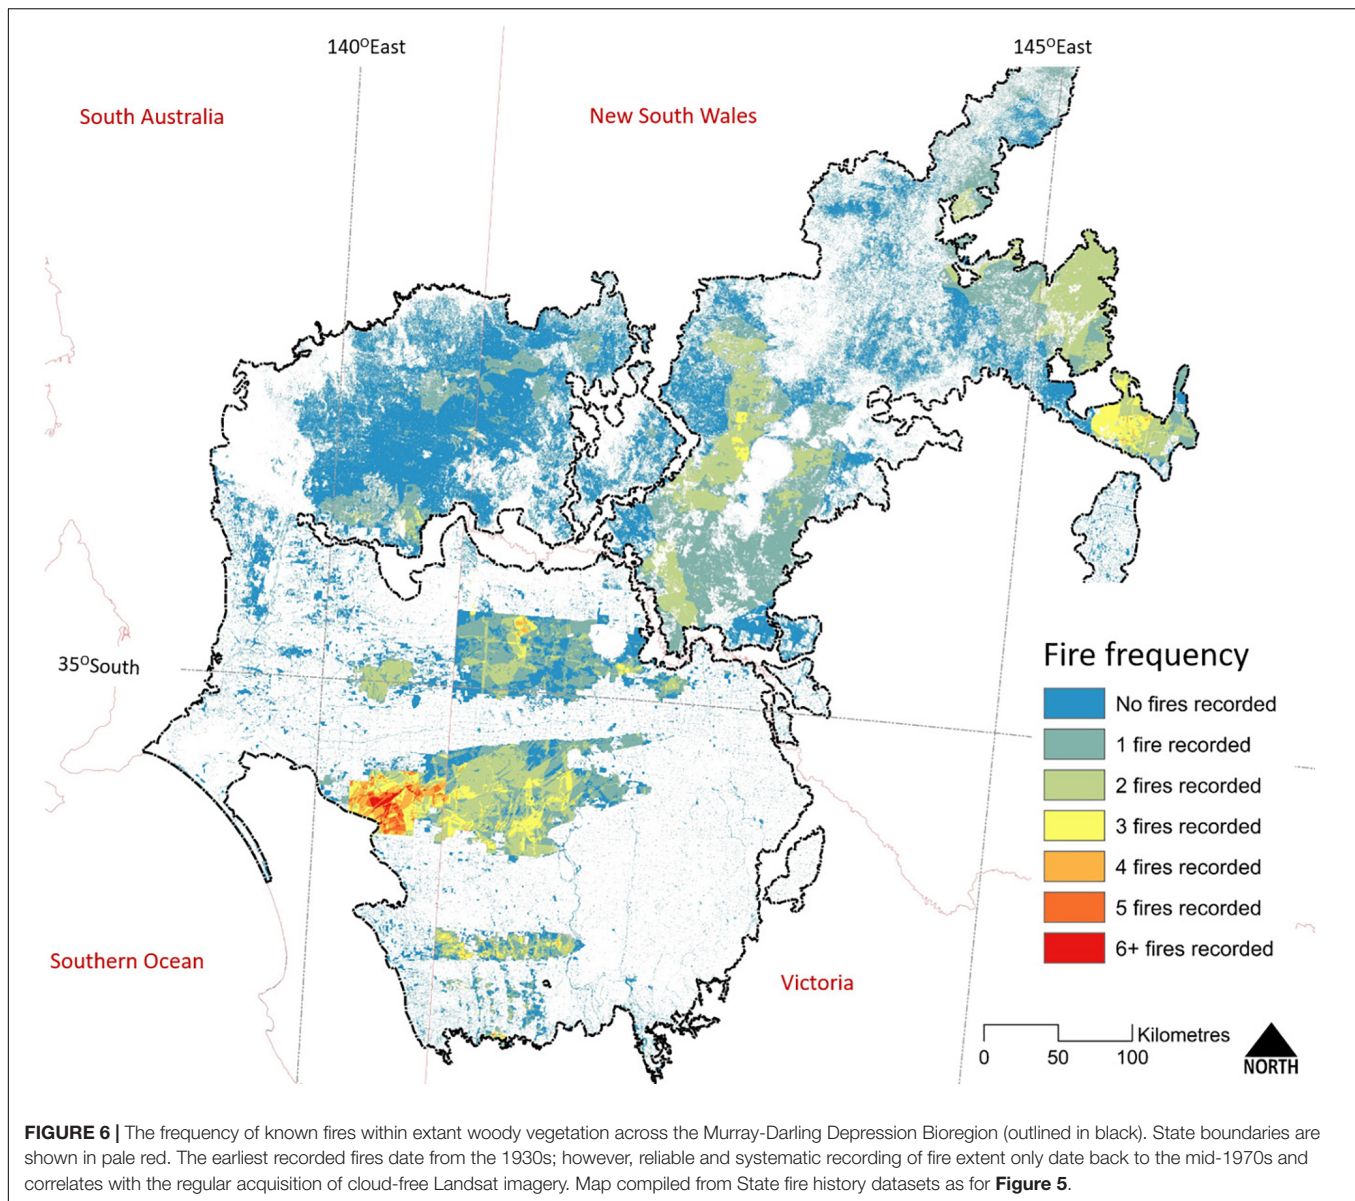 140°East
145°East
South Australia
New South Wales
35°South
Fire frequency
No fires recorded
1 fire recorded
2 fires recorded
3 fires recorded
4 fires recorded
5 fires recorded
6+ fires recorded
Southern Ocean
Victoria
Kilometres
0 50 100
NORTH
FIGURE 6 | The frequency of known fires within extant woody vegetation across the Murray-Darling Depression Bioregion (outlined in black). State boundaries are
shown in pale red. The earliest recorded fires date from the 1930s; however, reliable and systematic recording of fire extent only date back to the mid-1970s and
correlates with the regular acquisition of cloud-free Landsat imagery. Map compiled from State fire history datasets as for Figure 5.